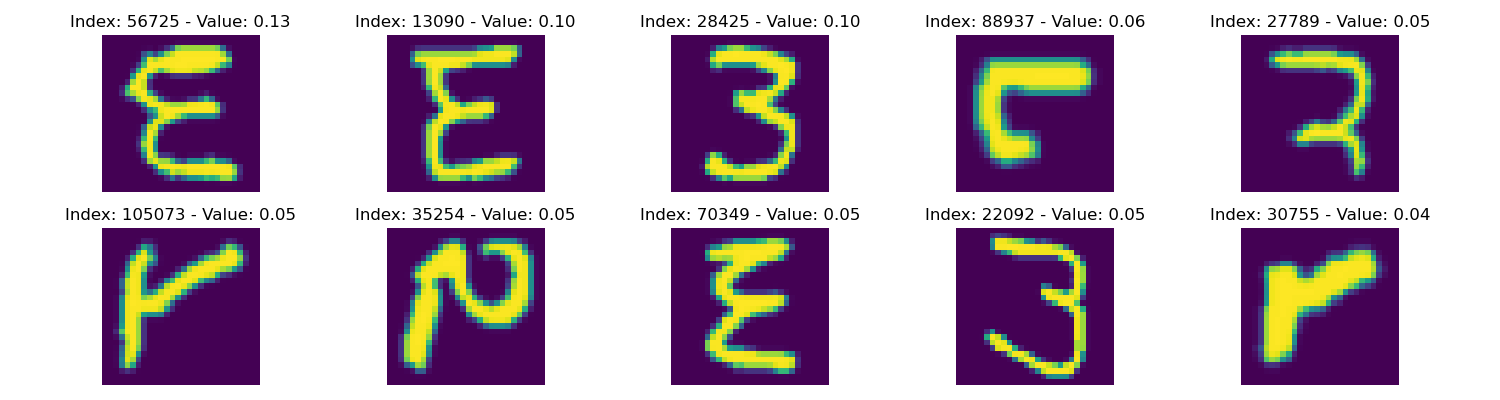 Index: 56725 - Value: 0.13 Index: 13090 - Value: 0.10 Index: 28425 - Value: 0.10 Index: 88937 - Value: 0.06 Index: 27789 - Value: 0.05
E E 3
Index: 105073 - Value: 0.05 Index: 35254 - Value: 0.05 Index: 70349 - Value: 0.05 Index: 22092 - Value: 0.05 Index: 30755 - Value: 0.04
r E 3 r